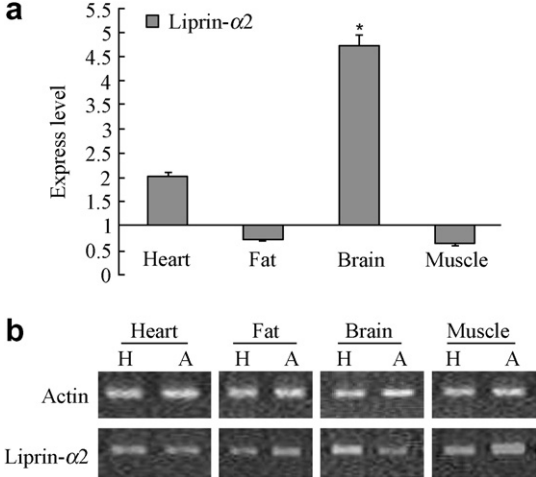 a
5.5
5
4.5
4
3.5
3
2.5
2
1.5
1
0.5
0
Express level
Liprin-α2
*
Heart Fat Brain Muscle
b
Heart Fat Brain Muscle
H A H A H A H A
Actin
Liprin-α2